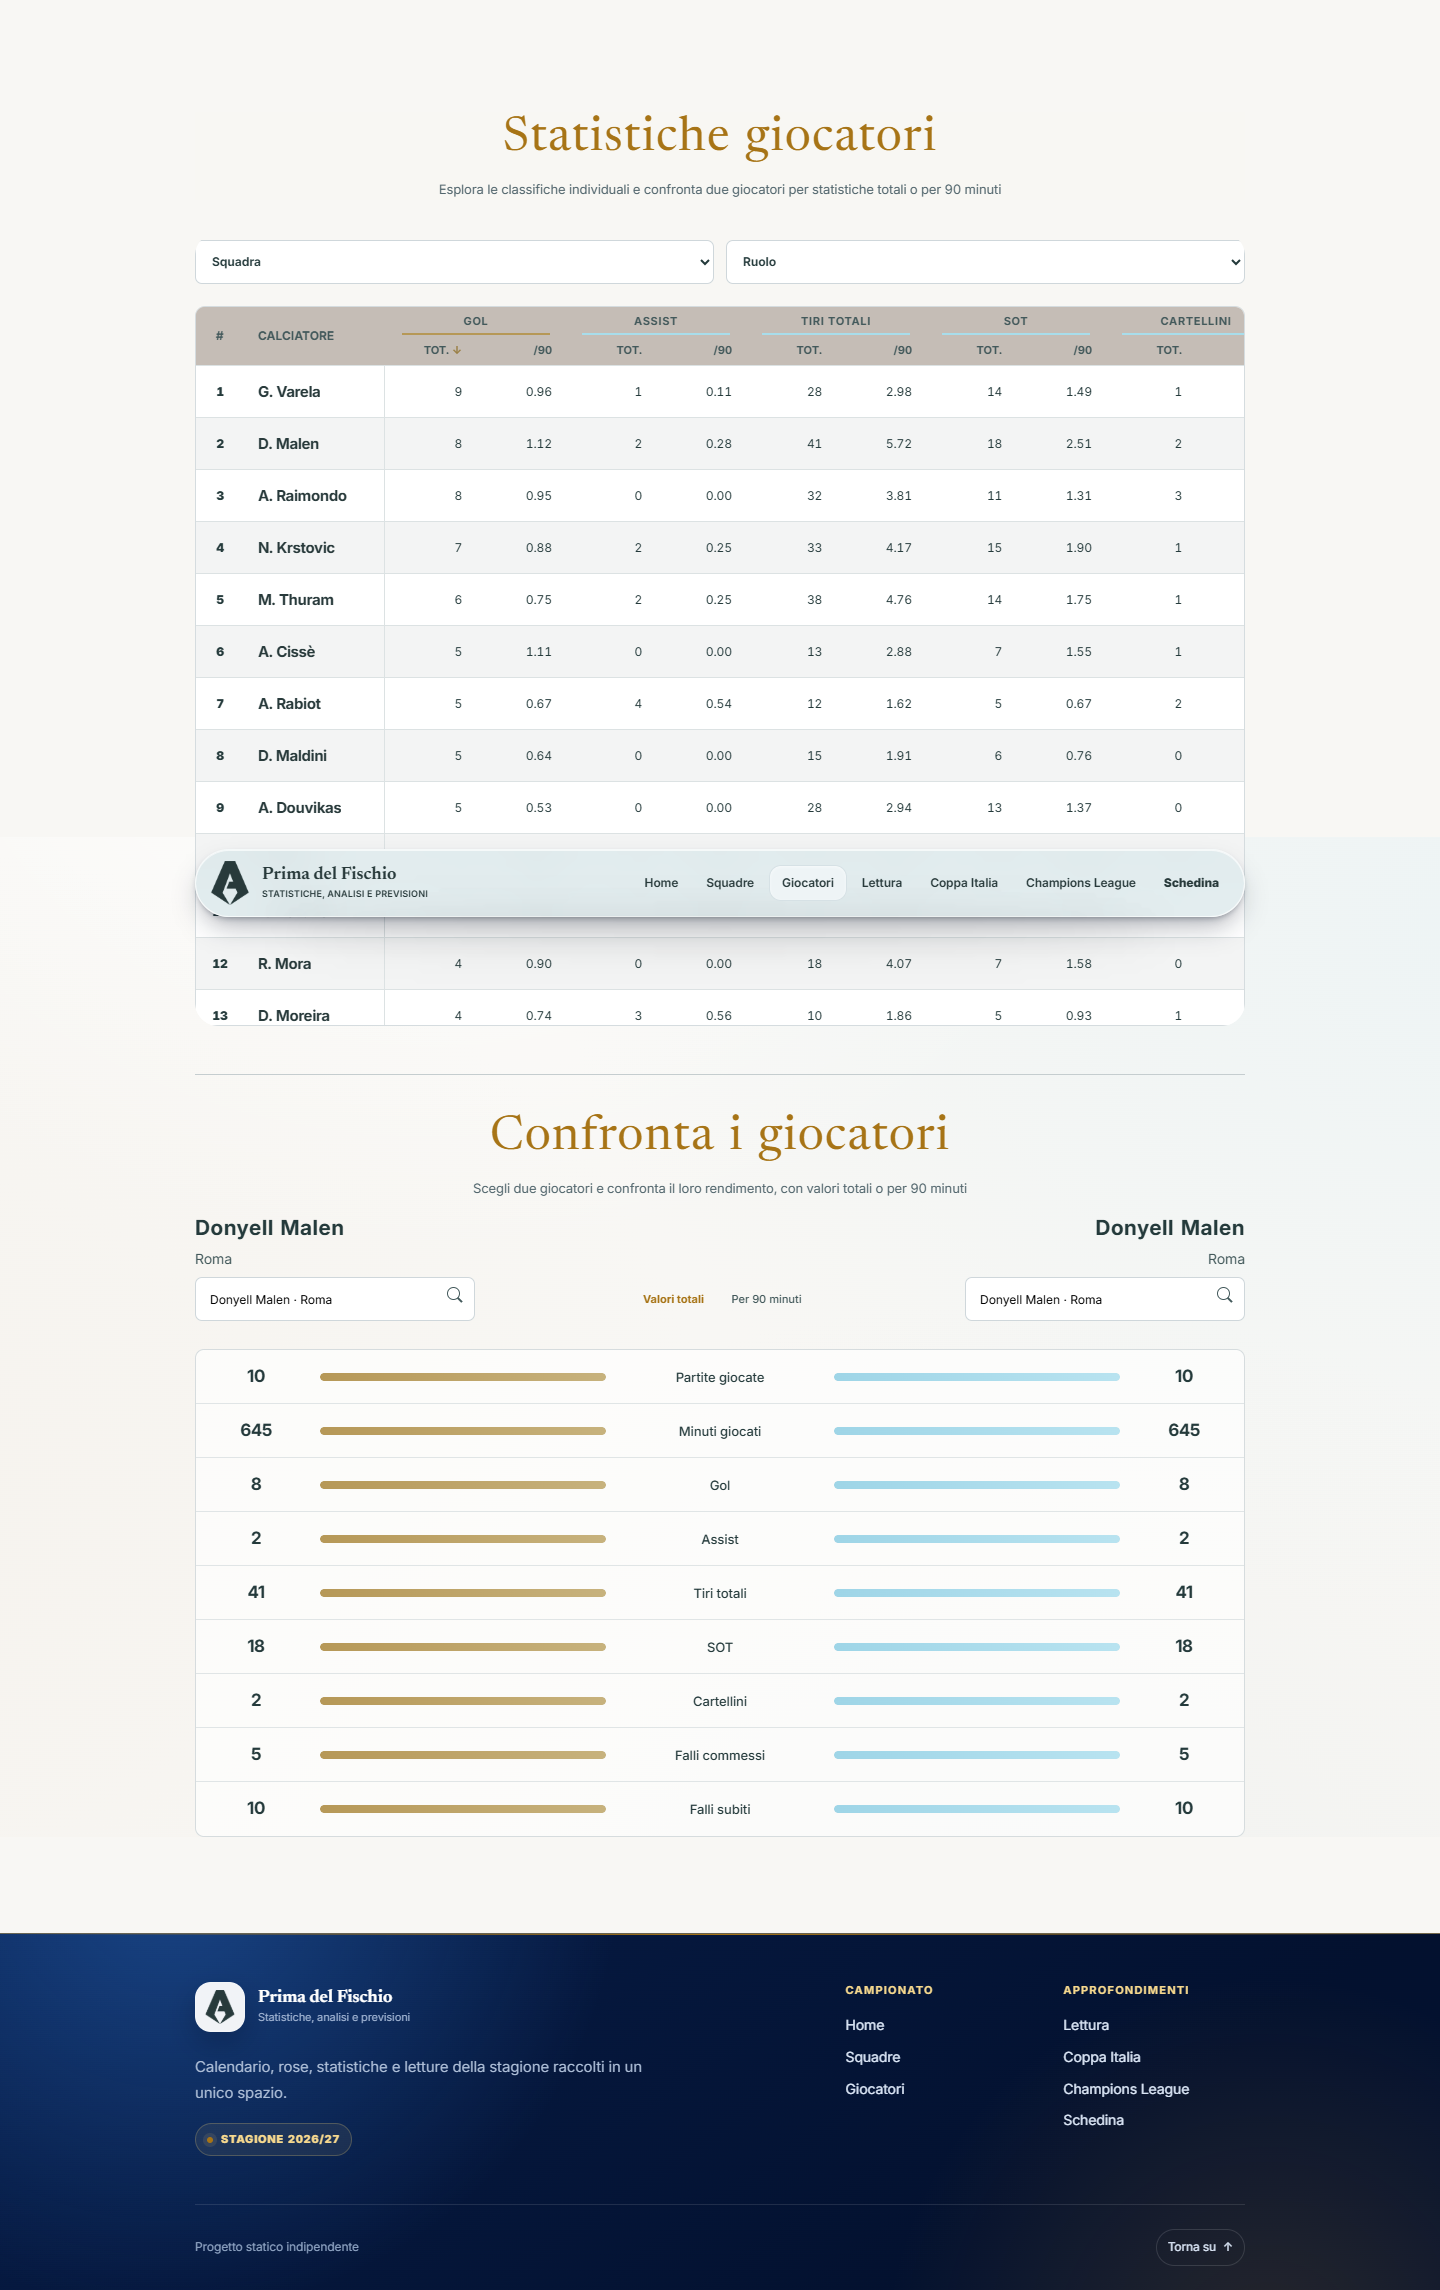 Statistiche giocatori
Esplora le classifiche individuali e confronta due giocatori per statistiche totali o per 90 minuti
Squadra Ruolo
# CALCIATORE GOL ASSIST TIRI TOTALI SOT CARTELLINI
TOT. ↓ /90 TOT. /90 TOT. /90 TOT. /90 TOT.
1 G. Varela 9 0.96 1 0.11 28 2.98 14 1.49 1
2 D. Malen 8 1.12 2 0.28 41 5.72 18 2.51 2
3 A. Raimondo 8 0.95 0 0.00 32 3.81 11 1.31 3
4 N. Krstovic 7 0.88 2 0.25 33 4.17 15 1.90 1
5 M. Thuram 6 0.75 2 0.25 38 4.76 14 1.75 1
6 A. Cissè 5 1.11 0 0.00 13 2.88 7 1.55 1
7 A. Rabiot 5 0.67 4 0.54 12 1.62 5 0.67 2
8 D. Maldini 5 0.64 0 0.00 15 1.91 6 0.76 0
9 A. Douvikas 5 0.53 0 0.00 28 2.94 13 1.37 0
Prima del Fischio
STATISTICHE, ANALISI E PREVISIONI
Home Squadre Giocatori Lettura Coppa Italia Champions League Schedina
12 R. Mora 4 0.90 0 0.00 18 4.07 7 1.58 0
13 D. Moreira 4 0.74 3 0.56 10 1.86 5 0.93 1
Confronta i giocatori
Scegli due giocatori e confronta il loro rendimento, con valori totali o per 90 minuti
Donyell Malen Donyell Malen
Roma Roma
Donyell Malen · Roma Valori totali Per 90 minuti Donyell Malen · Roma
10 Partite giocate 10
645 Minuti giocati 645
8 Gol 8
2 Assist 2
41 Tiri totali 41
18 SOT 18
2 Cartellini 2
5 Falli commessi 5
10 Falli subiti 10
Prima del Fischio
Statistiche, analisi e previsioni
Calendario, rose, statistiche e letture della stagione raccolti in un
unico spazio.
STAGIONE 2026/27
CAMPIONATO
Home
Squadre
Giocatori
APPROFONDIMENTI
Lettura
Coppa Italia
Champions League
Schedina
Progetto statico indipendente
Torna su ↑